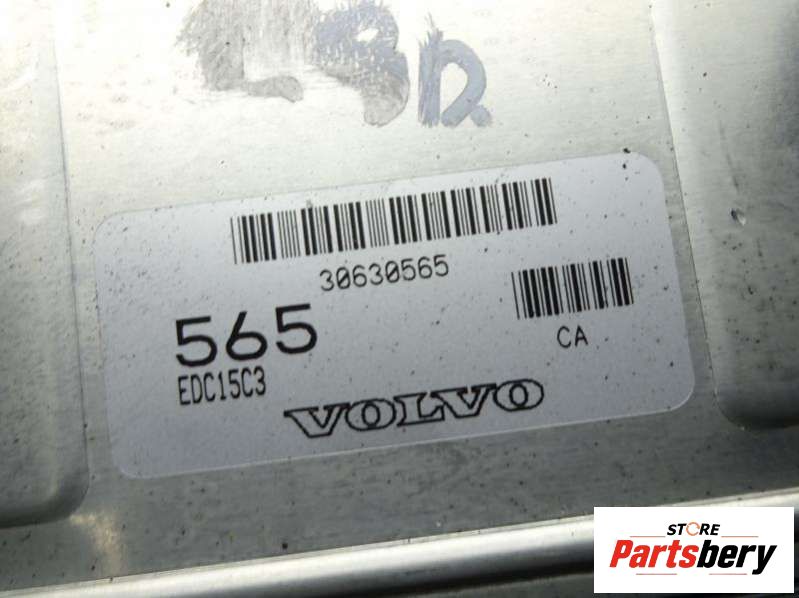 30630565
565
CA
EDC15C3
VOLVO
STORE
Partsbery